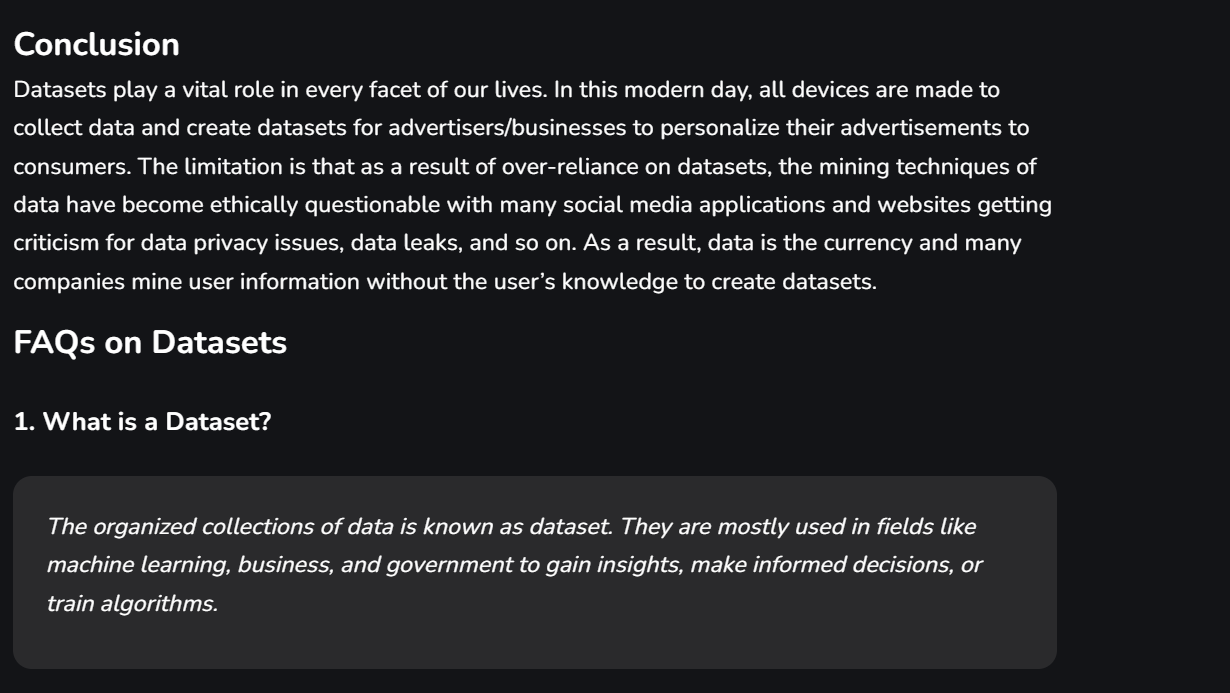 Conclusion
Datasets play a vital role in every facet of our lives. In this modern day, all devices are made to
collect data and create datasets for advertisers/businesses to personalize their advertisements to
consumers. The limitation is that as a result of over-reliance on datasets, the mining techniques of
data have become ethically questionable with many social media applications and websites getting
criticism for data privacy issues, data leaks, and so on. As a result, data is the currency and many
companies mine user information without the user’s knowledge to create datasets.
FAQs on Datasets
1. What is a Dataset?
The organized collections of data is known as dataset. They are mostly used in fields like
machine learning, business, and government to gain insights, make informed decisions, or
train algorithms.